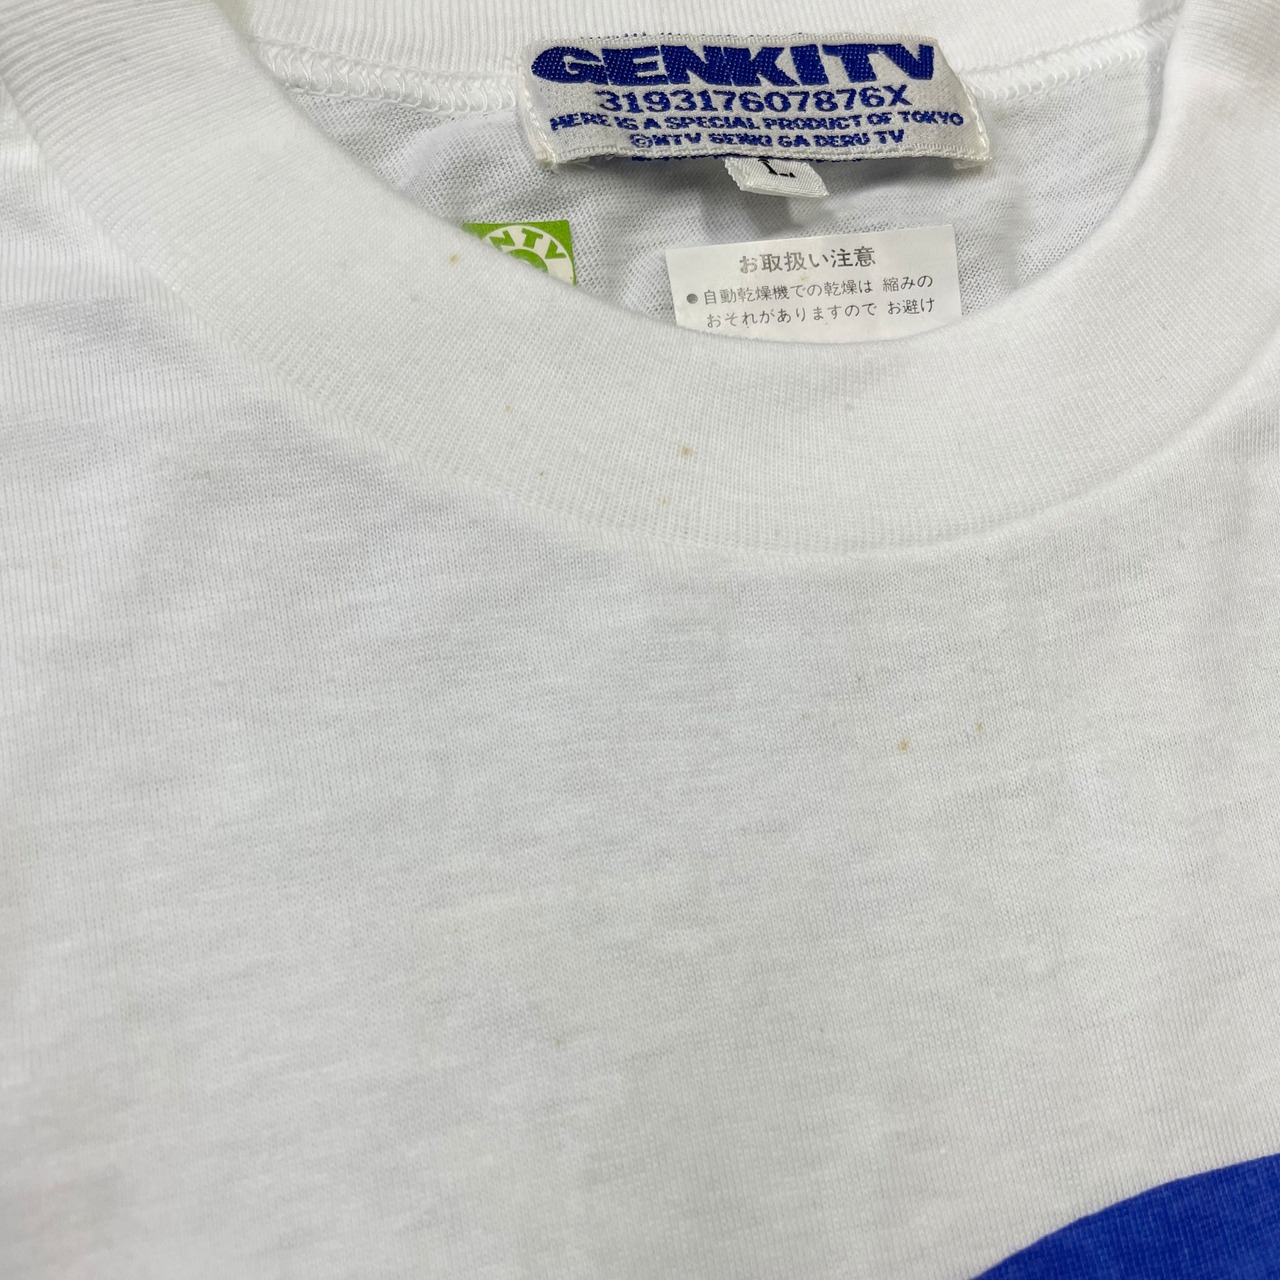 GENKITV
319317607876X
HERE IS A SPECIAL PRODUCT OF TOKYO
©NTV GENKI GA DERU TV
L
NTV
お取扱い注意
●自動乾燥機での乾燥は 縮みの
おそれがありますので お避け